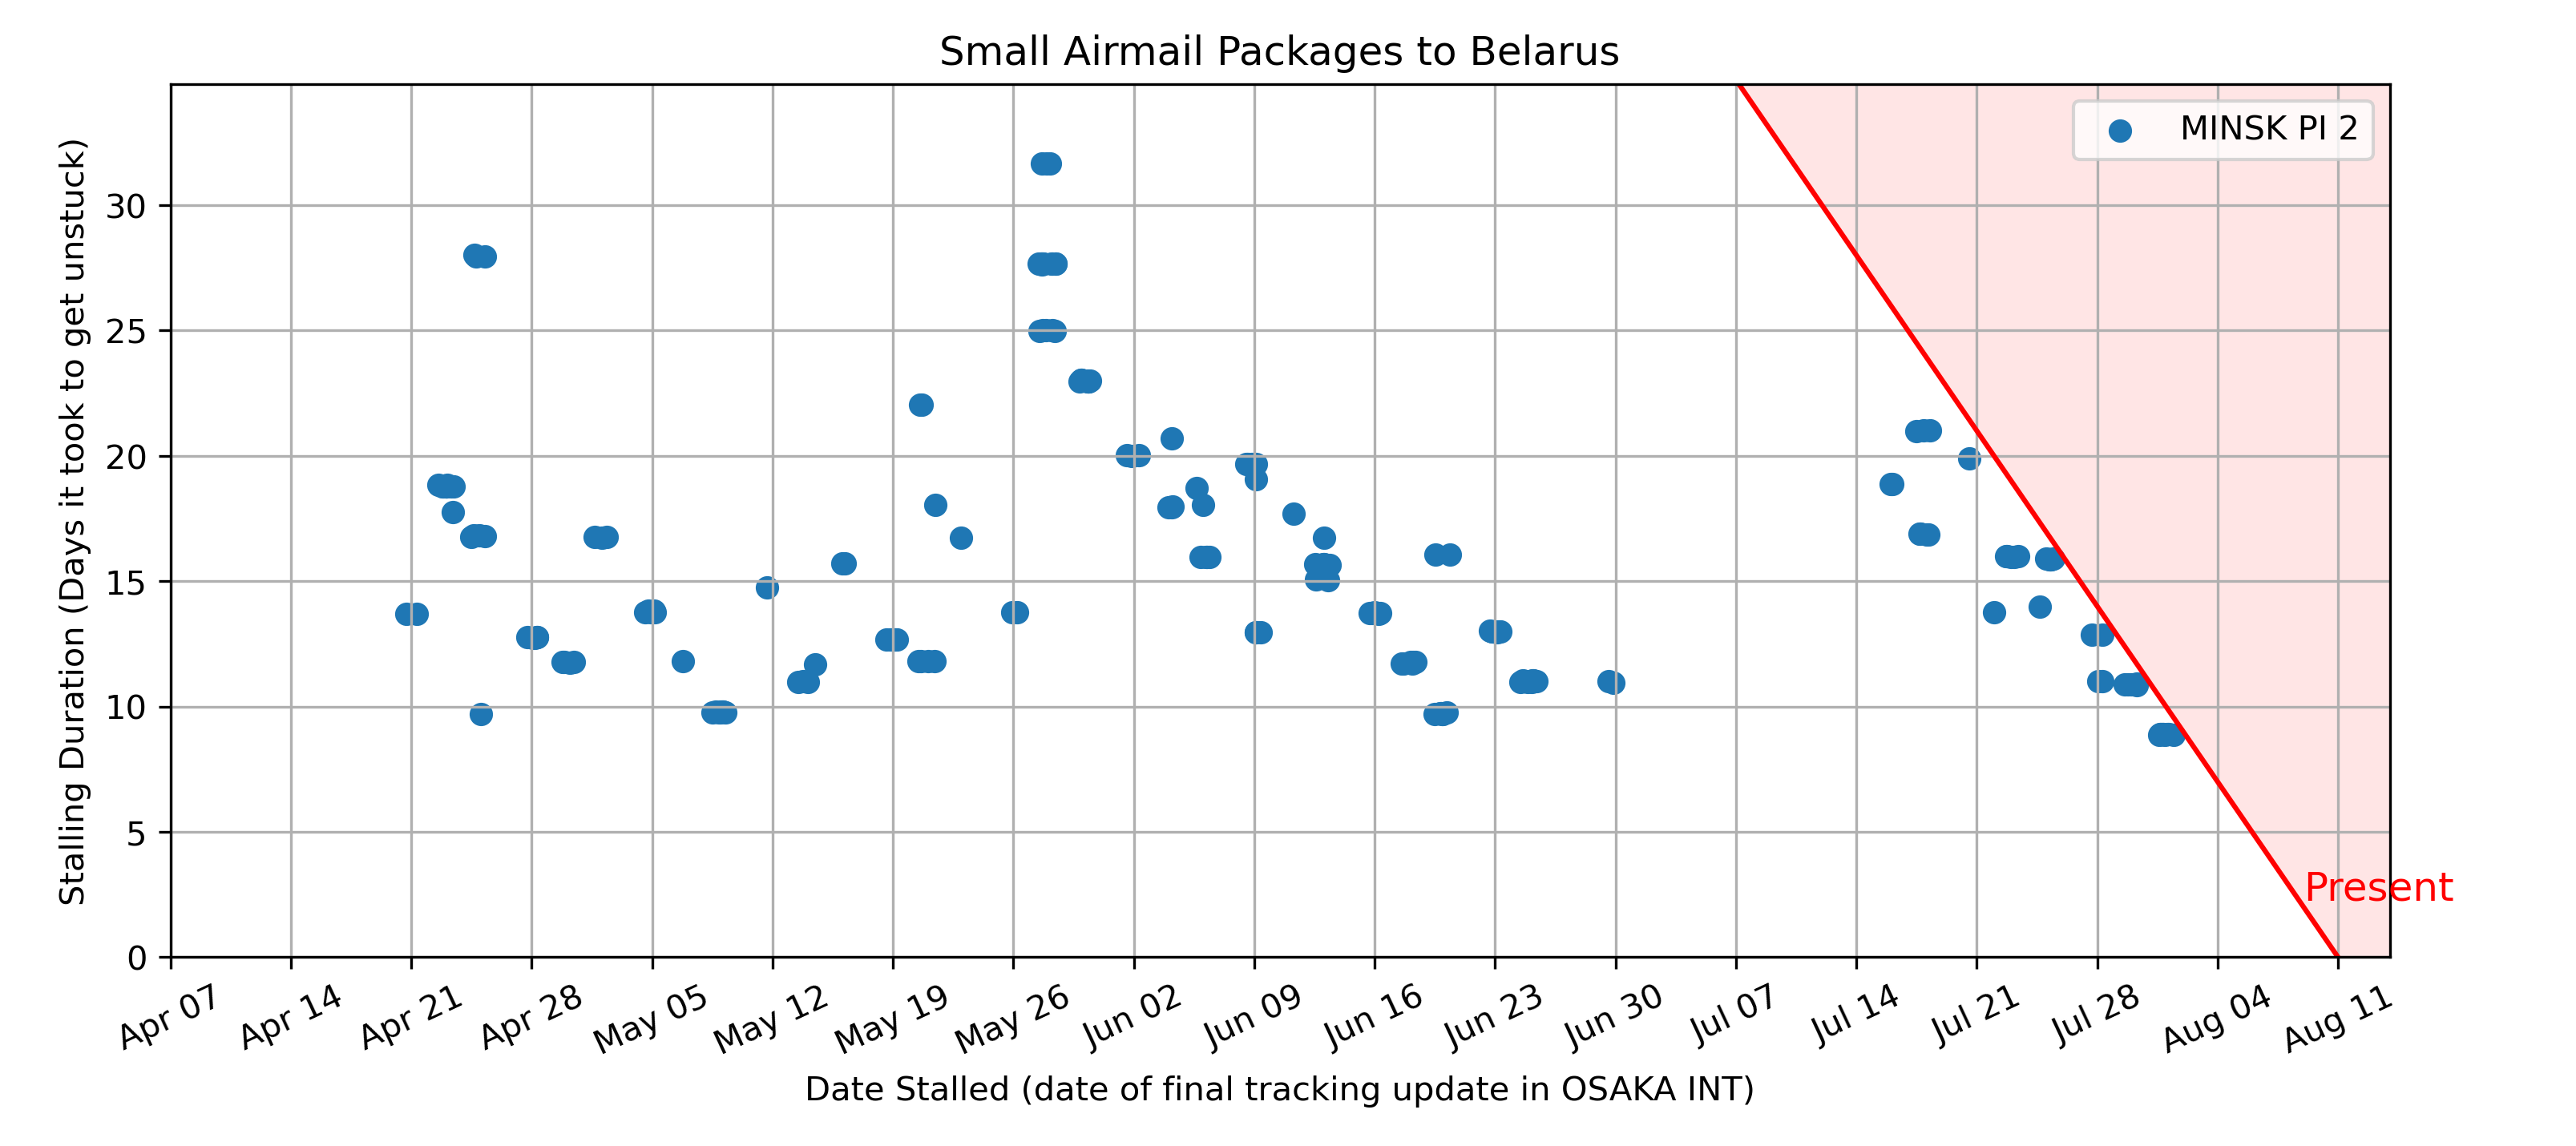 Small Airmail Packages to Belarus
MINSK PI 2
Stalling Duration (Days it took to get unstuck)
30
25
20
15
10
5
0
Present
Apr 07
Apr 14
Apr 21
Apr 28
May 05
May 12
May 19
May 26
Jun 02
Jun 09
Jun 16
Jun 23
Jun 30
Jul 07
Jul 14
Jul 21
Jul 28
Aug 04
Aug 11
Date Stalled (date of final tracking update in OSAKA INT)